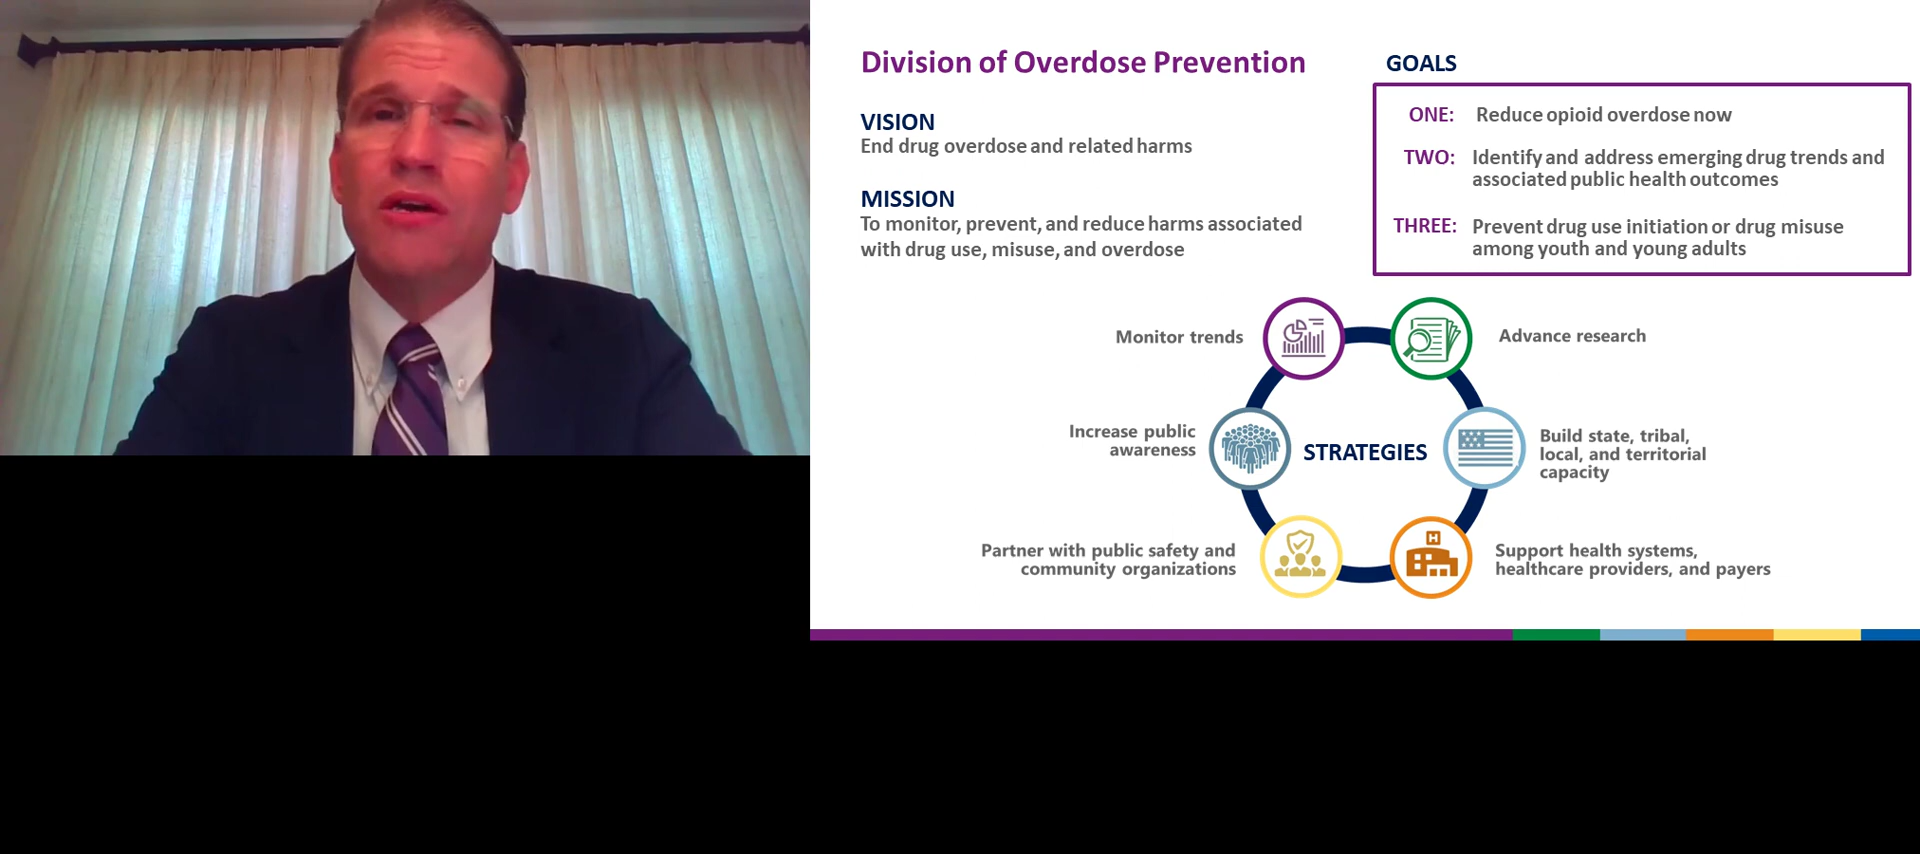 Division of Overdose Prevention
VISION
End drug overdose and related harms
MISSION
To monitor, prevent, and reduce harms associated
with drug use, misuse, and overdose
GOALS
ONE: Reduce opioid overdose now
TWO: Identify and address emerging drug trends and
associated public health outcomes
THREE: Prevent drug use initiation or drug misuse
among youth and young adults
Monitor trends
Advance research
Increase public
awareness
STRATEGIES
Build state, tribal,
local, and territorial
capacity
Partner with public safety and
community organizations
H
Support health systems,
healthcare providers, and payers